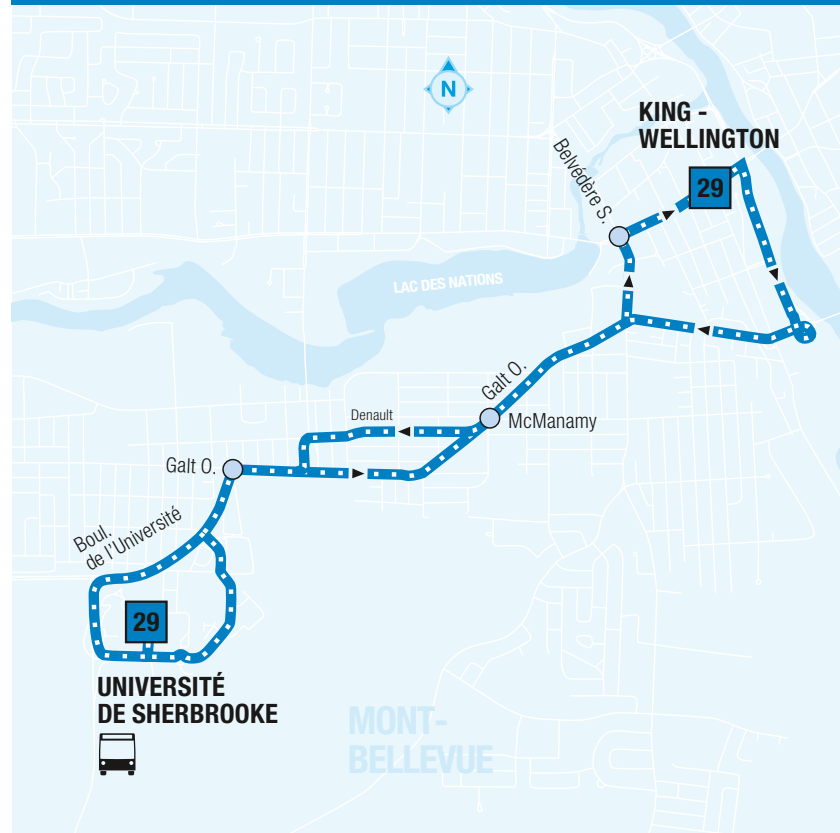 N
KING -
WELLINGTON
29
Belvédère S.
LAC DES NATIONS
Galt O.
McManamy
Denault
Galt O.
Boul.
de l'Université
29
UNIVERSITÉ
DE SHERBROOKE
MONT-
BELLEVUE